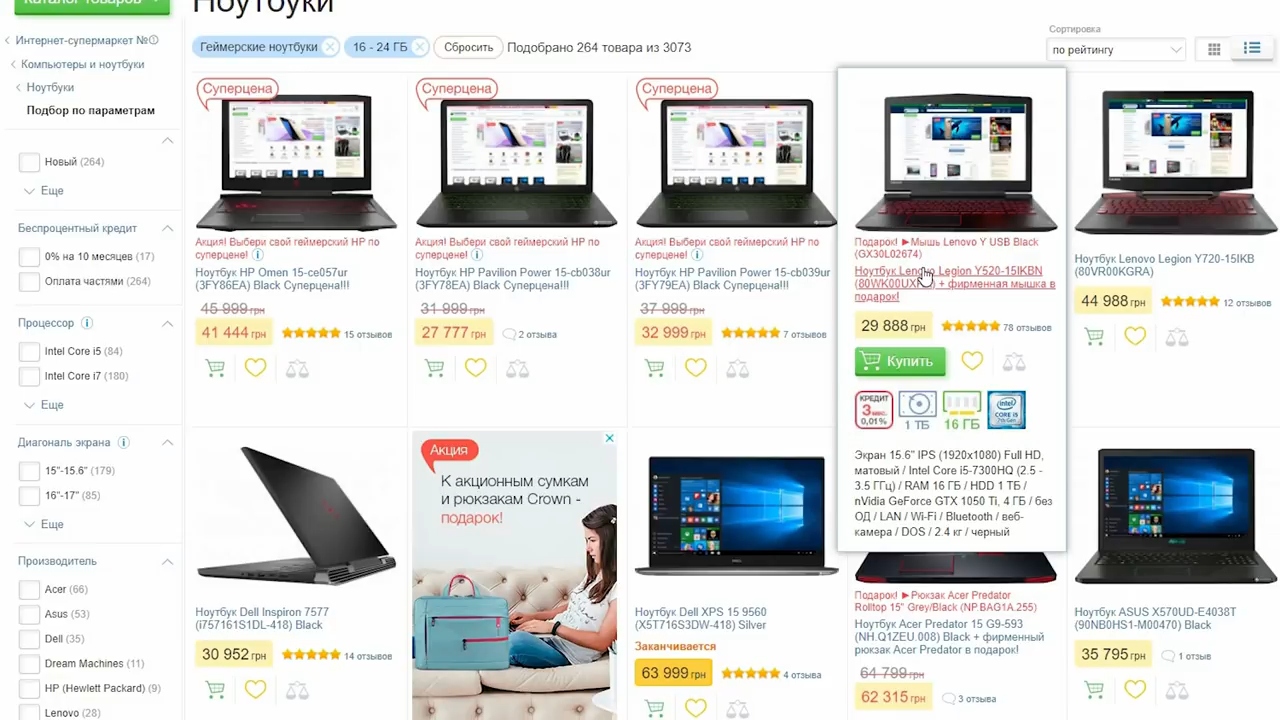 Каталог товаров
Ноутбуки
Интернет-супермаркет №
Компьютеры и ноутбуки
Ноутбуки
Подбор по параметрам
Новый (264)
Еще
Беспроцентный кредит
0% на 10 месяцев (17)
Оплата частями (264)
Процессор
Intel Core i5 (84)
Intel Core i7 (180)
Еще
Диагональ экрана
15"-15.6" (179)
16"-17" (85)
Еще
Производитель
Acer (66)
Asus (53)
Dell (35)
Dream Machines (11)
HP (Hewlett Packard) (9)
Lenovo (28)
Геймерские ноутбуки
16 - 24 ГБ
Сбросить
Подобрано 264 товара из 3073
Сортировка
по рейтингу
Суперцена
Акция! Выбери свой геймерский HP по
суперцене!
Ноутбук HP Omen 15-ce057ur
(3FY86EA) Black Суперцена!!!
45 999 грн
41 444 грн
15 отзывов
Суперцена
Акция! Выбери свой геймерский HP по
суперцене!
Ноутбук HP Pavilion Power 15-cb038ur
(3FY78EA) Black Суперцена!!!
31 999 грн
27 777 грн
2 отзыва
Суперцена
Акция! Выбери свой геймерский HP по
суперцене!
Ноутбук HP Pavilion Power 15-cb039ur
(3FY79EA) Black Суперцена!!!
37 999 грн
32 999 грн
7 отзывов
Подарок! ►Мышь Lenovo Y USB Black
(GX30L02674)
Ноутбук Legion Y520-15IKBN
+ фирменная мышка в
подарок!
29 888 грн
78 отзывов
Купить
КРЕДИТ
3 мес.
0,01%
1 ТБ
16 ГБ
intel
CORE i5
7th Gen
Экран 15.6" IPS (1920x1080) Full HD,
матовый / Intel Core i5-7300HQ (2.5 -
3.5 ГГц) / RAM 16 ГБ / HDD 1 ТБ /
nVidia GeForce GTX 1050 Ti, 4 ГБ / без
ОД / LAN / Wi-Fi / Bluetooth / веб-
камера / DOS / 2.4 кг / черный
Ноутбук Lenovo Legion Y720-15IKB
(80VR00KGRA)
44 988 грн
12 отзывов
Ноутбук Dell Inspiron 7577
(i757161S1DL-418) Black
30 952 грн
14 отзывов
Акция
К акционным сумкам
и рюкзакам Crown -
подарок!
Ноутбук Dell XPS 15 9560
(X5T716S3DW-418) Silver
Заканчивается
63 999 грн
4 отзыва
Подарок! ►Рюкзак Acer Predator
Rolltop 15" Grey/Black (NP.BAG1A.255)
Ноутбук Acer Predator 15 G9-593
(NH.Q1ZEU.008) Black + фирменный
рюкзак Acer Predator в подарок!
64 799 грн
62 315 грн
3 отзыва
Ноутбук ASUS X570UD-E4038T
(90NB0HS1-M00470) Black
35 795 грн
1 отзыв